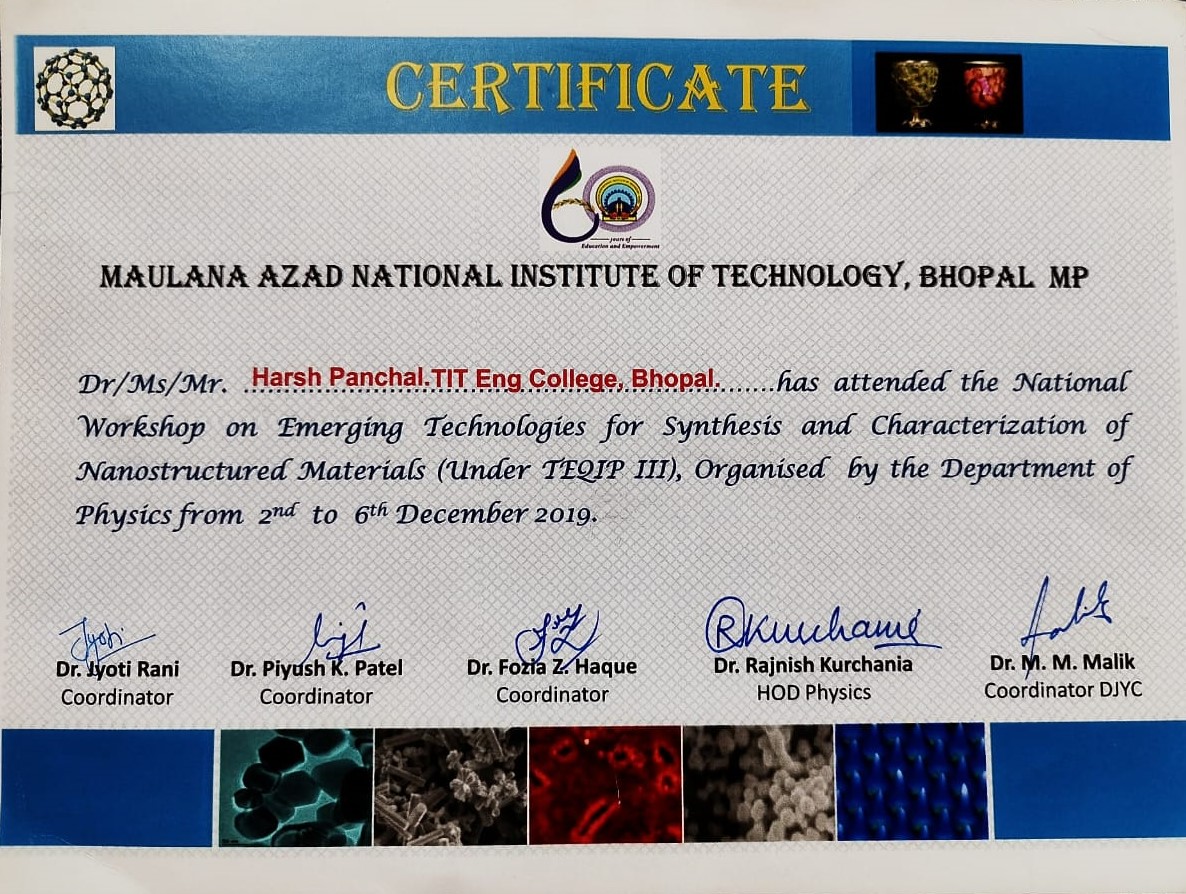 CERTIFICATE
60
years of
Education and Empowerment
MAULANA AZAD NATIONAL INSTITUTE OF TECHNOLOGY, BHOPAL MP
Dr/Ms/Mr. Harsh Panchal.TIT Eng College, Bhopal. ........has attended the National
Workshop on Emerging Technologies for Synthesis and Characterization of
Nanostructured Materials (Under TEQIP III), Organised by the Department of
Physics from 2nd to 6th December 2019.
Jyoti RKurchania
Dr. Jyoti Rani Dr. Piyush K. Patel Dr. Fozia Z. Haque Dr. Rajnish Kurchania Dr. M. M. Malik
Coordinator Coordinator Coordinator HOD Physics Coordinator DJYC